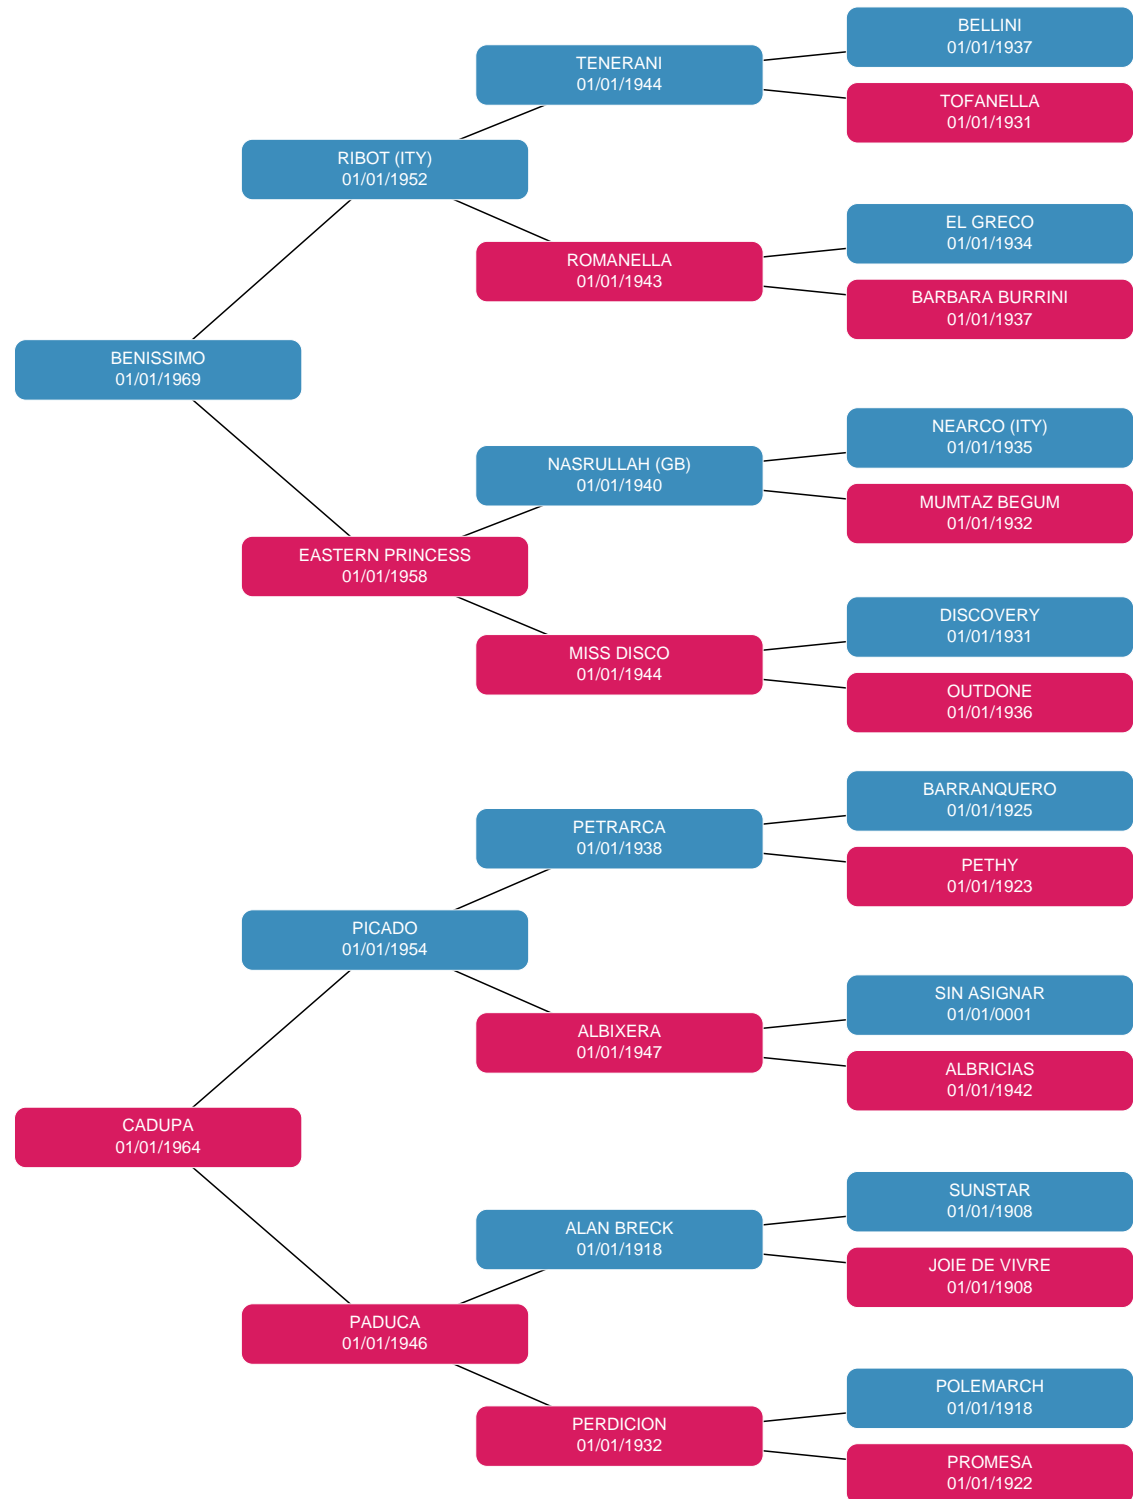 BELLINI
01/01/1937
TENERANI
01/01/1944
TOFANELLA
01/01/1931
RIBOT (ITY)
01/01/1952
EL GRECO
01/01/1934
ROMANELLA
01/01/1943
BARBARA BURRINI
01/01/1937
BENISSIMO
01/01/1969
NEARCO (ITY)
01/01/1935
NASRULLAH (GB)
01/01/1940
MUMTAZ BEGUM
01/01/1932
EASTERN PRINCESS
01/01/1958
DISCOVERY
01/01/1931
MISS DISCO
01/01/1944
OUTDONE
01/01/1936
BARRANQUERO
01/01/1925
PETRARCA
01/01/1938
PETHY
01/01/1923
PICADO
01/01/1954
SIN ASIGNAR
01/01/0001
ALBIXERA
01/01/1947
ALBRICIAS
01/01/1942
CADUPA
01/01/1964
SUNSTAR
01/01/1908
ALAN BRECK
01/01/1918
JOIE DE VIVRE
01/01/1908
PADUCA
01/01/1946
POLEMARCH
01/01/1918
PERDICION
01/01/1932
PROMESA
01/01/1922